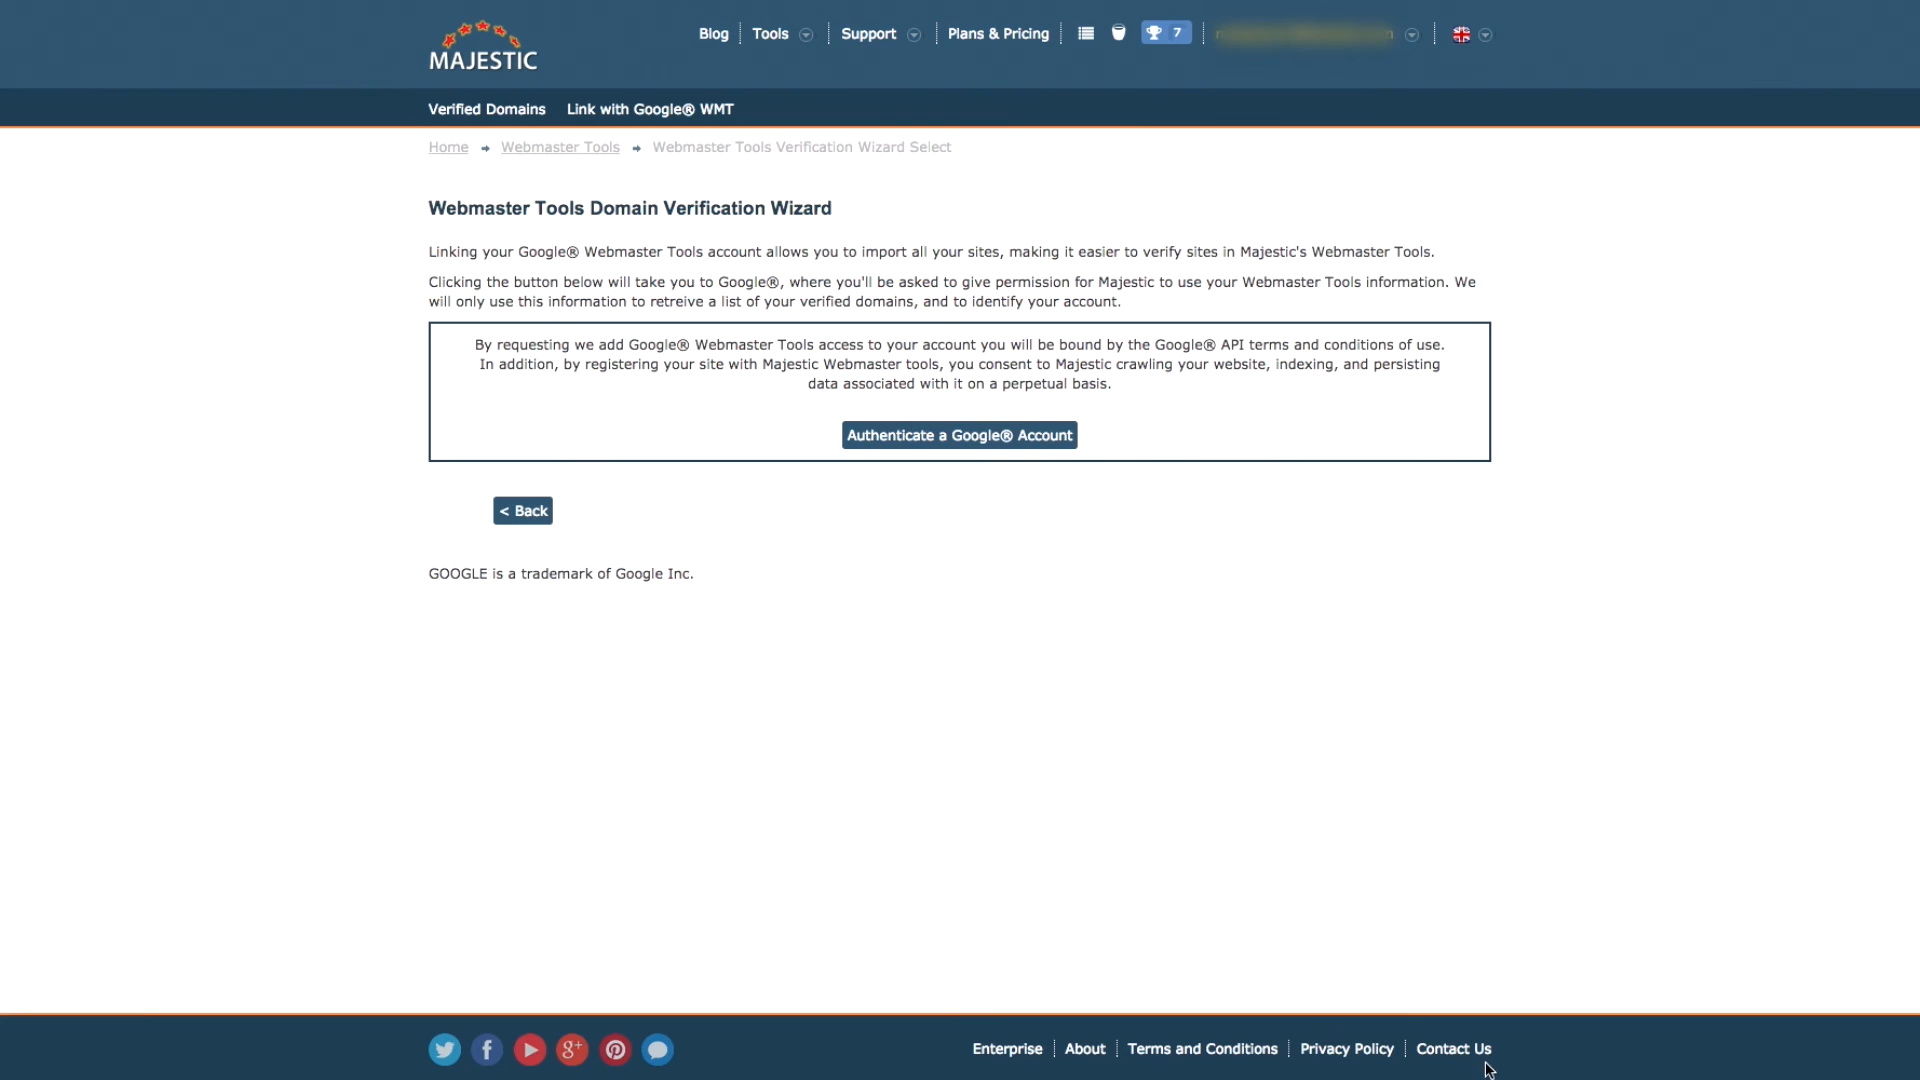 MAJESTIC
Blog
Tools
Support
Plans & Pricing
7
Verified Domains
Link with Google® WMT
Home
Webmaster Tools
Webmaster Tools Verification Wizard Select
Webmaster Tools Domain Verification Wizard
Linking your Google® Webmaster Tools account allows you to import all your sites, making it easier to verify sites in Majestic's Webmaster Tools.
Clicking the button below will take you to Google®, where you'll be asked to give permission for Majestic to use your Webmaster Tools information. We
will only use this information to retreive a list of your verified domains, and to identify your account.
By requesting we add Google® Webmaster Tools access to your account you will be bound by the Google® API terms and conditions of use.
In addition, by registering your site with Majestic Webmaster tools, you consent to Majestic crawling your website, indexing, and persisting
data associated with it on a perpetual basis.
Authenticate a Google® Account
< Back
GOOGLE is a trademark of Google Inc.
Enterprise
About
Terms and Conditions
Privacy Policy
Contact Us